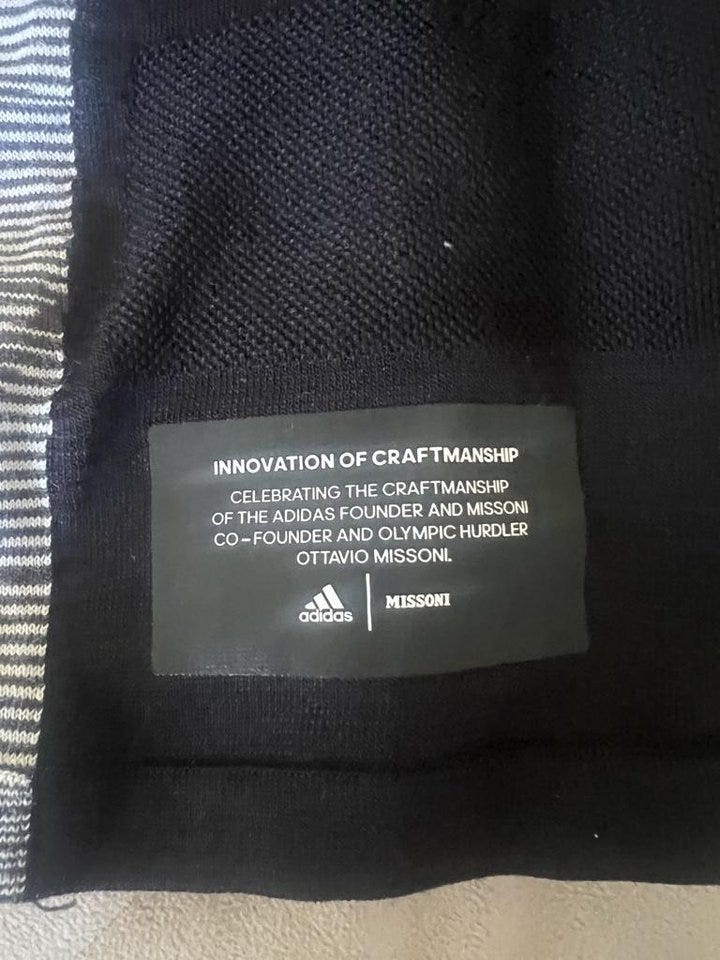 INNOVATION OF CRAFTMANSHIP
CELEBRATING THE CRAFTMANSHIP
OF THE ADIDAS FOUNDER AND MISSONI
CO-FOUNDER AND OLYMPIC HURDLER
OTTAVIO MISSONI.
adidas | MISSONI